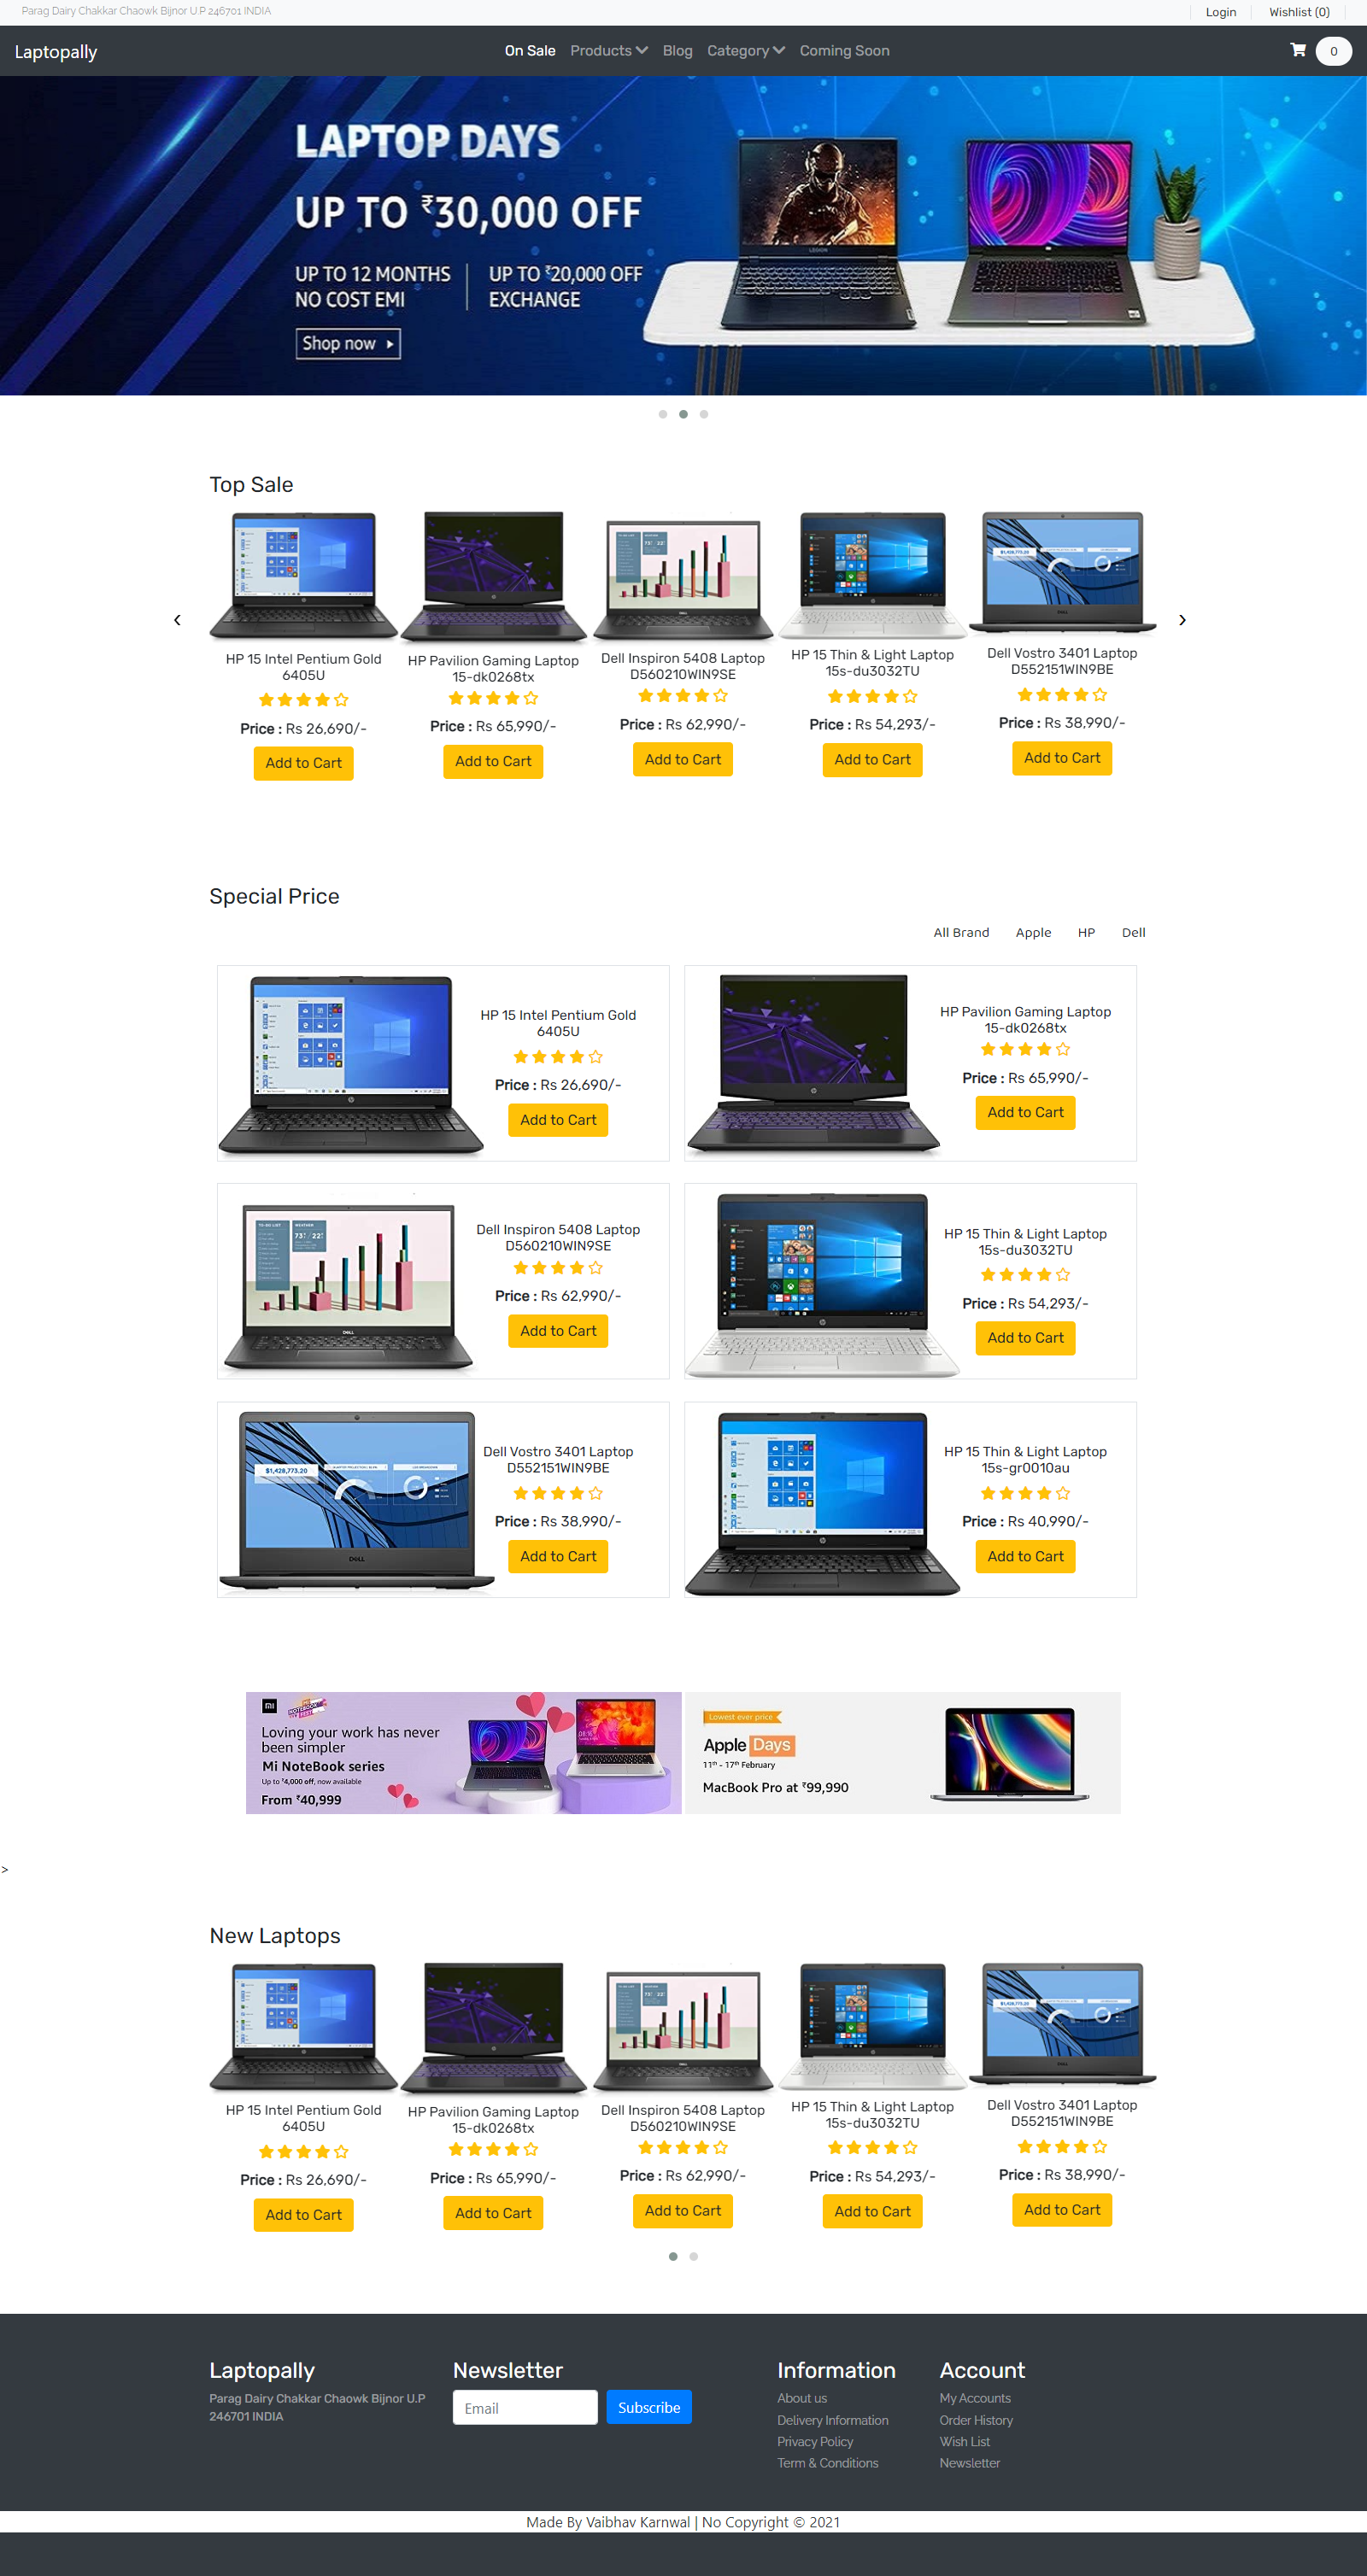 Parag Dairy Chakkar Chaowk Bijnor U.P 246701 INDIA
Login
Wishlist (0)
Laptopally
On Sale
Products
Blog
Category
Coming Soon
0
LAPTOP DAYS
UP TO ₹30,000 OFF
UP TO 12 MONTHS
NO COST EMI
UP TO ₹20,000 OFF
EXCHANGE
Shop now
LEGION
Top Sale
HP 15 Intel Pentium Gold
6405U
Price : Rs 26,690/-
Add to Cart
HP Pavilion Gaming Laptop
15-dk0268tx
Price : Rs 65,990/-
Add to Cart
Dell Inspiron 5408 Laptop
D560210WIN9SE
Price : Rs 62,990/-
Add to Cart
HP 15 Thin & Light Laptop
15s-du3032TU
Price : Rs 54,293/-
Add to Cart
Dell Vostro 3401 Laptop
D552151WIN9BE
Price : Rs 38,990/-
Add to Cart
Special Price
All Brand
Apple
HP
Dell
HP 15 Intel Pentium Gold
6405U
Price : Rs 26,690/-
Add to Cart
HP Pavilion Gaming Laptop
15-dk0268tx
Price : Rs 65,990/-
Add to Cart
Dell Inspiron 5408 Laptop
D560210WIN9SE
Price : Rs 62,990/-
Add to Cart
HP 15 Thin & Light Laptop
15s-du3032TU
Price : Rs 54,293/-
Add to Cart
$1,428,773.20
DELL
Dell Vostro 3401 Laptop
D552151WIN9BE
Price : Rs 38,990/-
Add to Cart
HP 15 Thin & Light Laptop
15s-gr0010au
Price : Rs 40,990/-
Add to Cart
Loving your work has never
been simpler
Mi NoteBook series
Up to ₹4,000 off, now available
From ₹40,999
Lowest ever price
Apple Days
11th - 17th February
MacBook Pro at ₹99,990
>
New Laptops
HP 15 Intel Pentium Gold
6405U
Price : Rs 26,690/-
Add to Cart
HP Pavilion Gaming Laptop
15-dk0268tx
Price : Rs 65,990/-
Add to Cart
Dell Inspiron 5408 Laptop
D560210WIN9SE
Price : Rs 62,990/-
Add to Cart
HP 15 Thin & Light Laptop
15s-du3032TU
Price : Rs 54,293/-
Add to Cart
Dell Vostro 3401 Laptop
D552151WIN9BE
Price : Rs 38,990/-
Add to Cart
Laptopally
Parag Dairy Chakkar Chaowk Bijnor U.P
246701 INDIA
Newsletter
Email
Subscribe
Information
About us
Delivery Information
Privacy Policy
Term & Conditions
Account
My Accounts
Order History
Wish List
Newsletter
Made By Vaibhav Karnwal | No Copyright © 2021